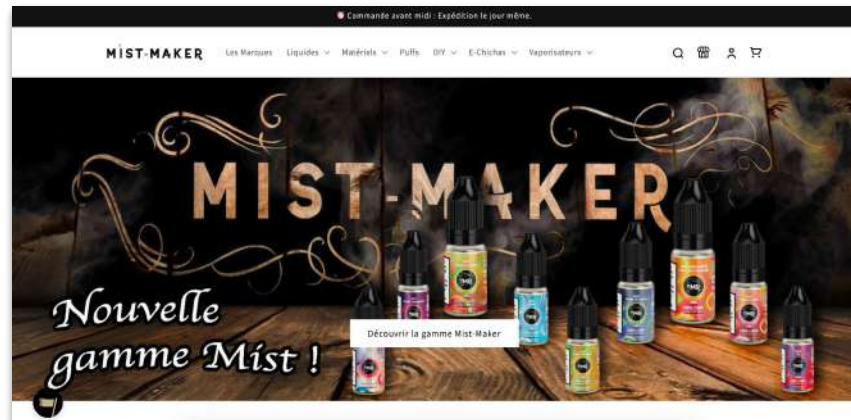 Commande avant midi : Expédition le jour même.
MIST-MAKER Les Marques Liquides Matériels Puffs DIY E-Chichas Vaporisateurs
MIST-MAKER
Nouvelle
gamme Mist !
Découvrir la gamme Mist-Maker